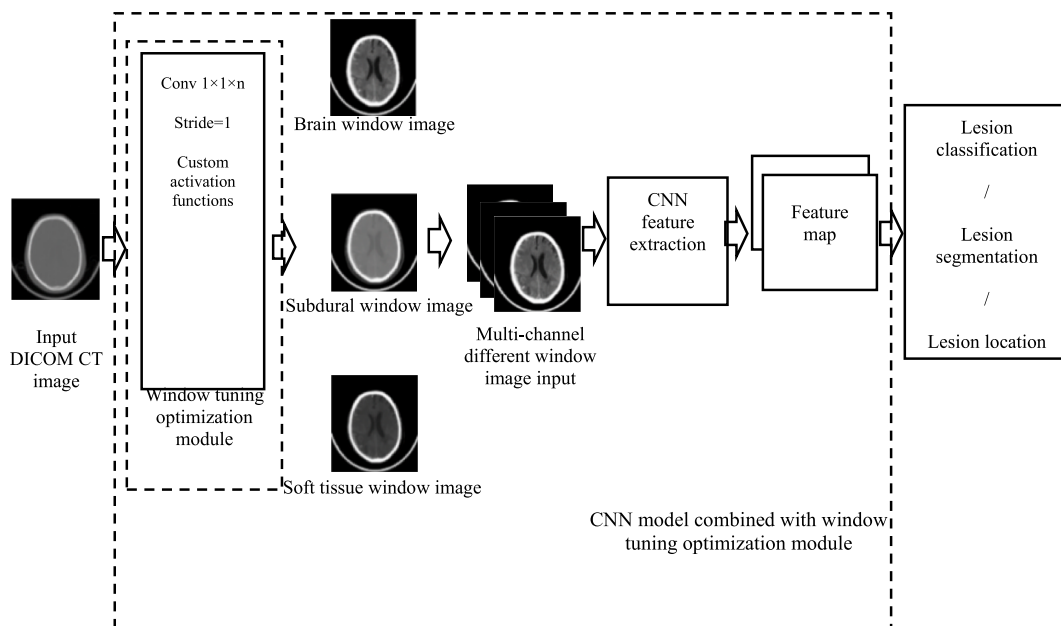 Input
DICOM CT
image
Conv 1×1×n
Stride=1
Custom
activation
functions
Window tuning
optimization
module
Brain window image
Subdural window image
Soft tissue window image
Multi-channel
different window
image input
CNN
feature
extraction
Feature
map
Lesion
classification
/
Lesion
segmentation
/
Lesion location
CNN model combined with window
tuning optimization module